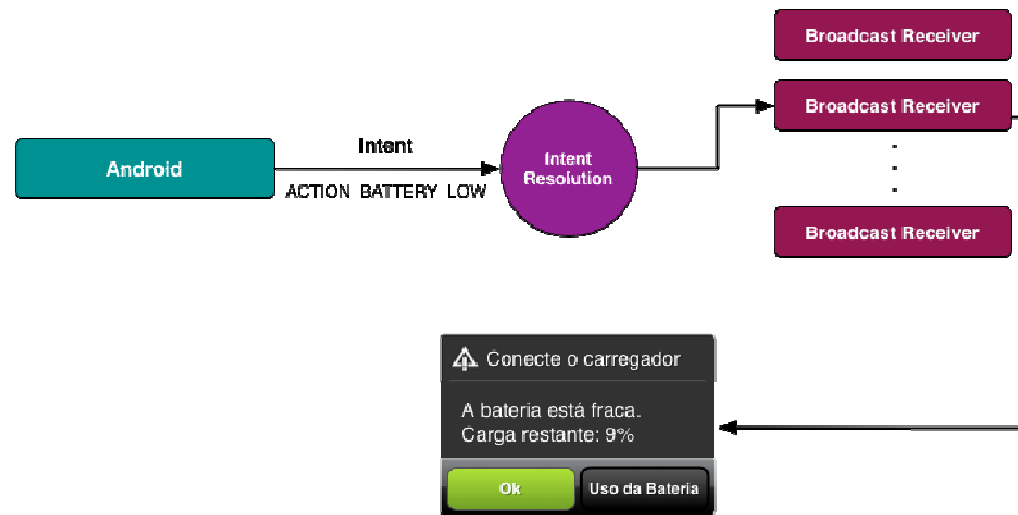 Broadcast Receiver
Broadcast Receiver
Intent
Android
Intent
Resolution
ACTION BATTERY LOW
Broadcast Receiver
Conecte o carregador
A bateria está fraca.
Carga restante: 9%
Ok
Uso da Bateria